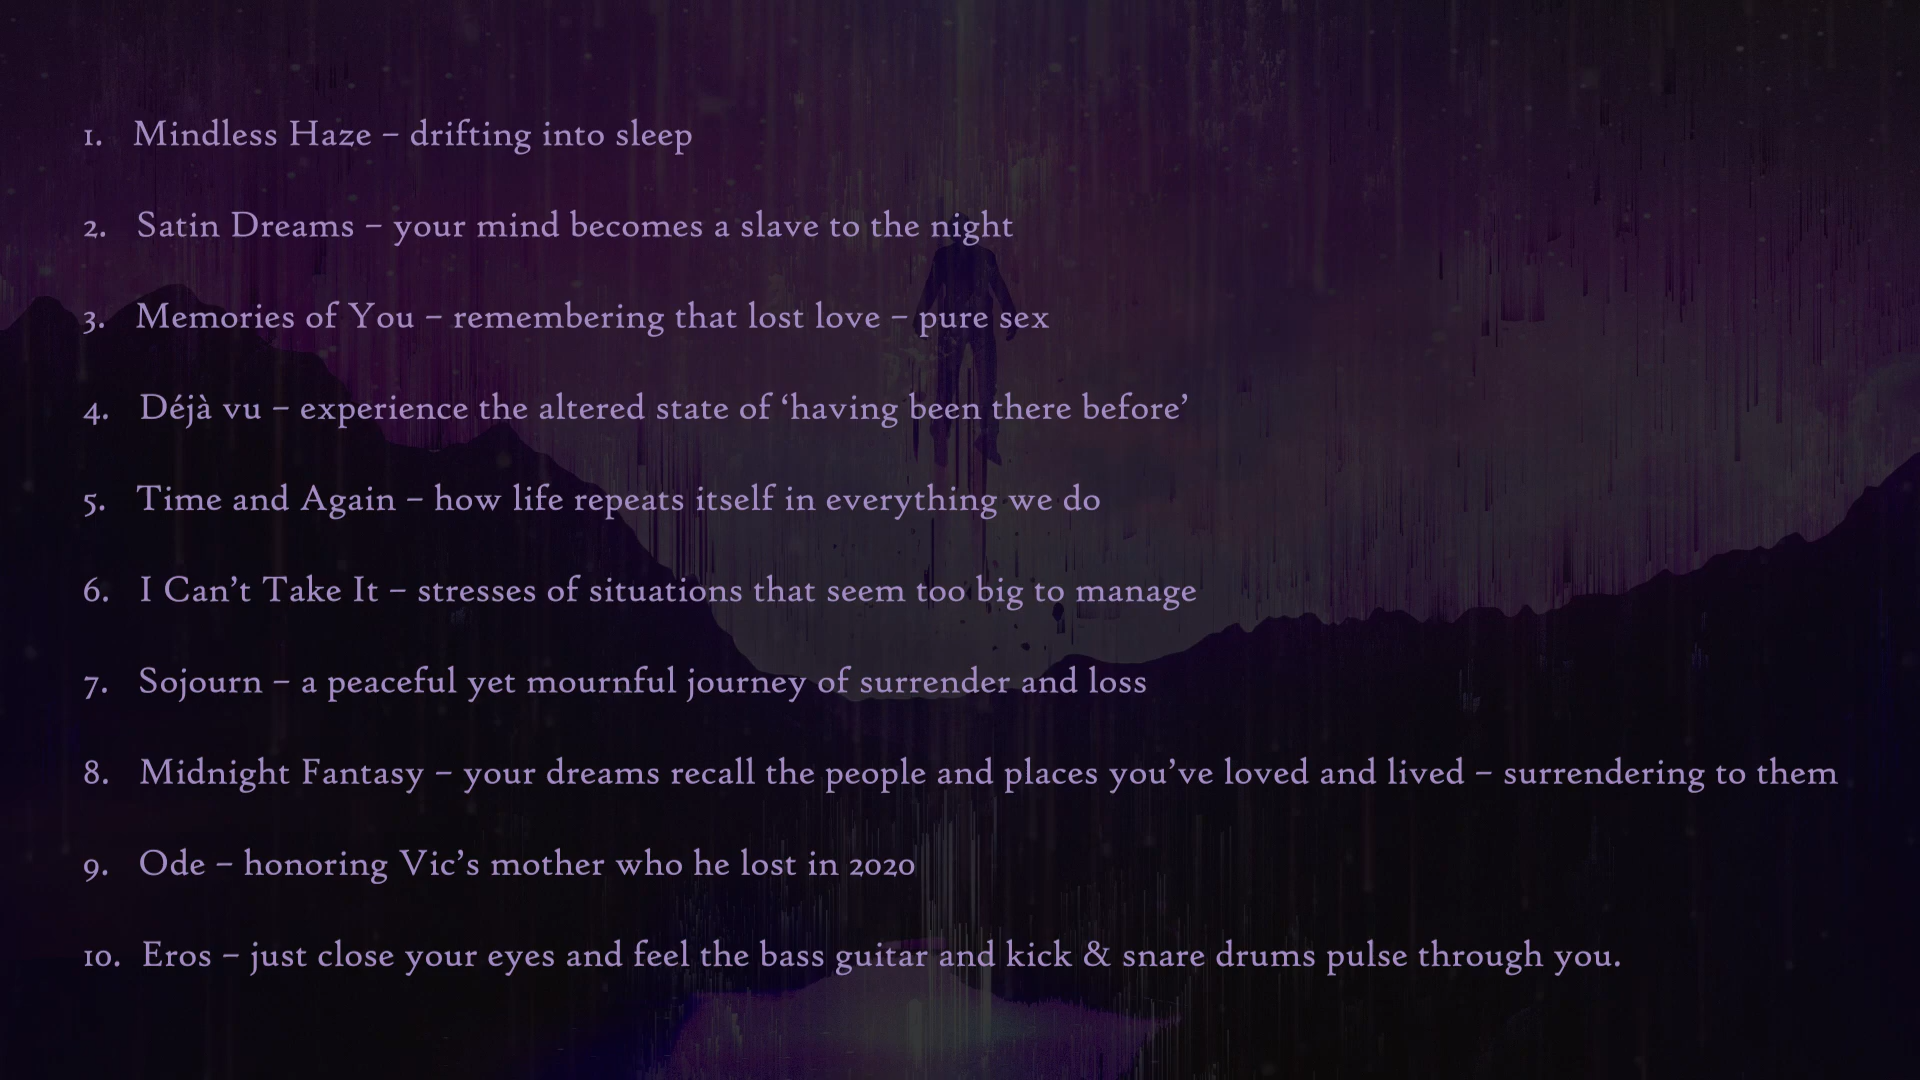 1. Mindless Haze – drifting into sleep
2. Satin Dreams – your mind becomes a slave to the night
3. Memories of You – remembering that lost love – pure sex
4. Déjà vu – experience the altered state of ‘having been there before’
5. Time and Again – how life repeats itself in everything we do
6. I Can’t Take It – stresses of situations that seem too big to manage
7. Sojourn – a peaceful yet mournful journey of surrender and loss
8. Midnight Fantasy – your dreams recall the people and places you’ve loved and lived – surrendering to them
9. Ode – honoring Vic’s mother who he lost in 2020
10. Eros – just close your eyes and feel the bass guitar and kick & snare drums pulse through you.